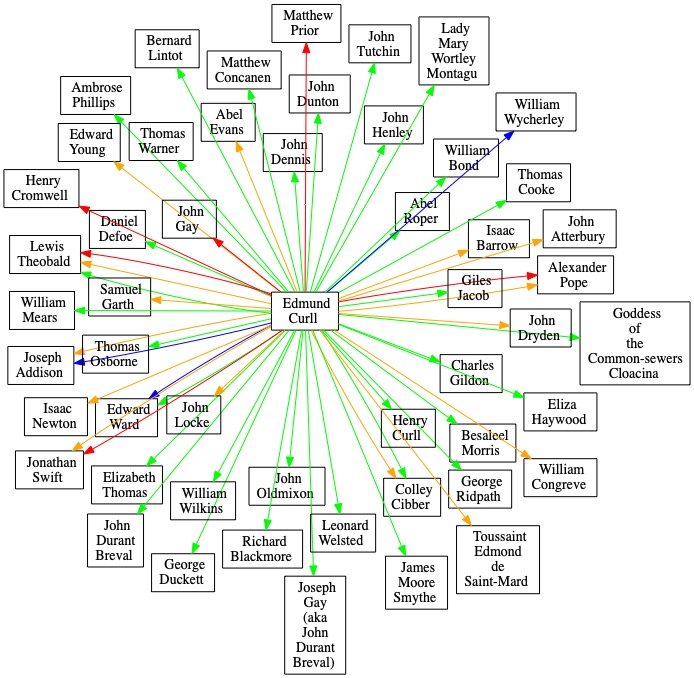 Matthew
Prior
Bernard
Lintot
John
Tutchin
Lady
Mary
Wortley
Montagu
Matthew
Concanen
Ambrose
Phillips
John
Dunton
William
Wycherley
Abel
Evans
John
Henley
Edward
Young
Thomas
Warner
John
Dennis
William
Bond
Thomas
Cooke
Henry
Cromwell
Daniel
Defoe
John
Gay
Abel
Roper
Isaac
Barrow
John
Atterbury
Lewis
Theobald
Alexander
Pope
Samuel
Garth
Giles
Jacob
William
Mears
Edmund
Curll
John
Dryden
Goddess
of
the
Common-sewers
Cloacina
Thomas
Osborne
Joseph
Addison
Charles
Gildon
Isaac
Newton
Edward
Ward
John
Locke
Henry
Curll
Eliza
Haywood
Besaleel
Morris
Jonathan
Swift
Elizabeth
Thomas
William
Wilkins
John
Oldmixon
Colley
Cibber
George
Ridpath
William
Congreve
John
Durant
Breval
George
Duckett
Richard
Blackmore
Leonard
Welsted
Toussaint
Edmond
de
Saint-Mard
James
Moore
Smythe
Joseph
Gay
(aka
John
Durant
Breval)